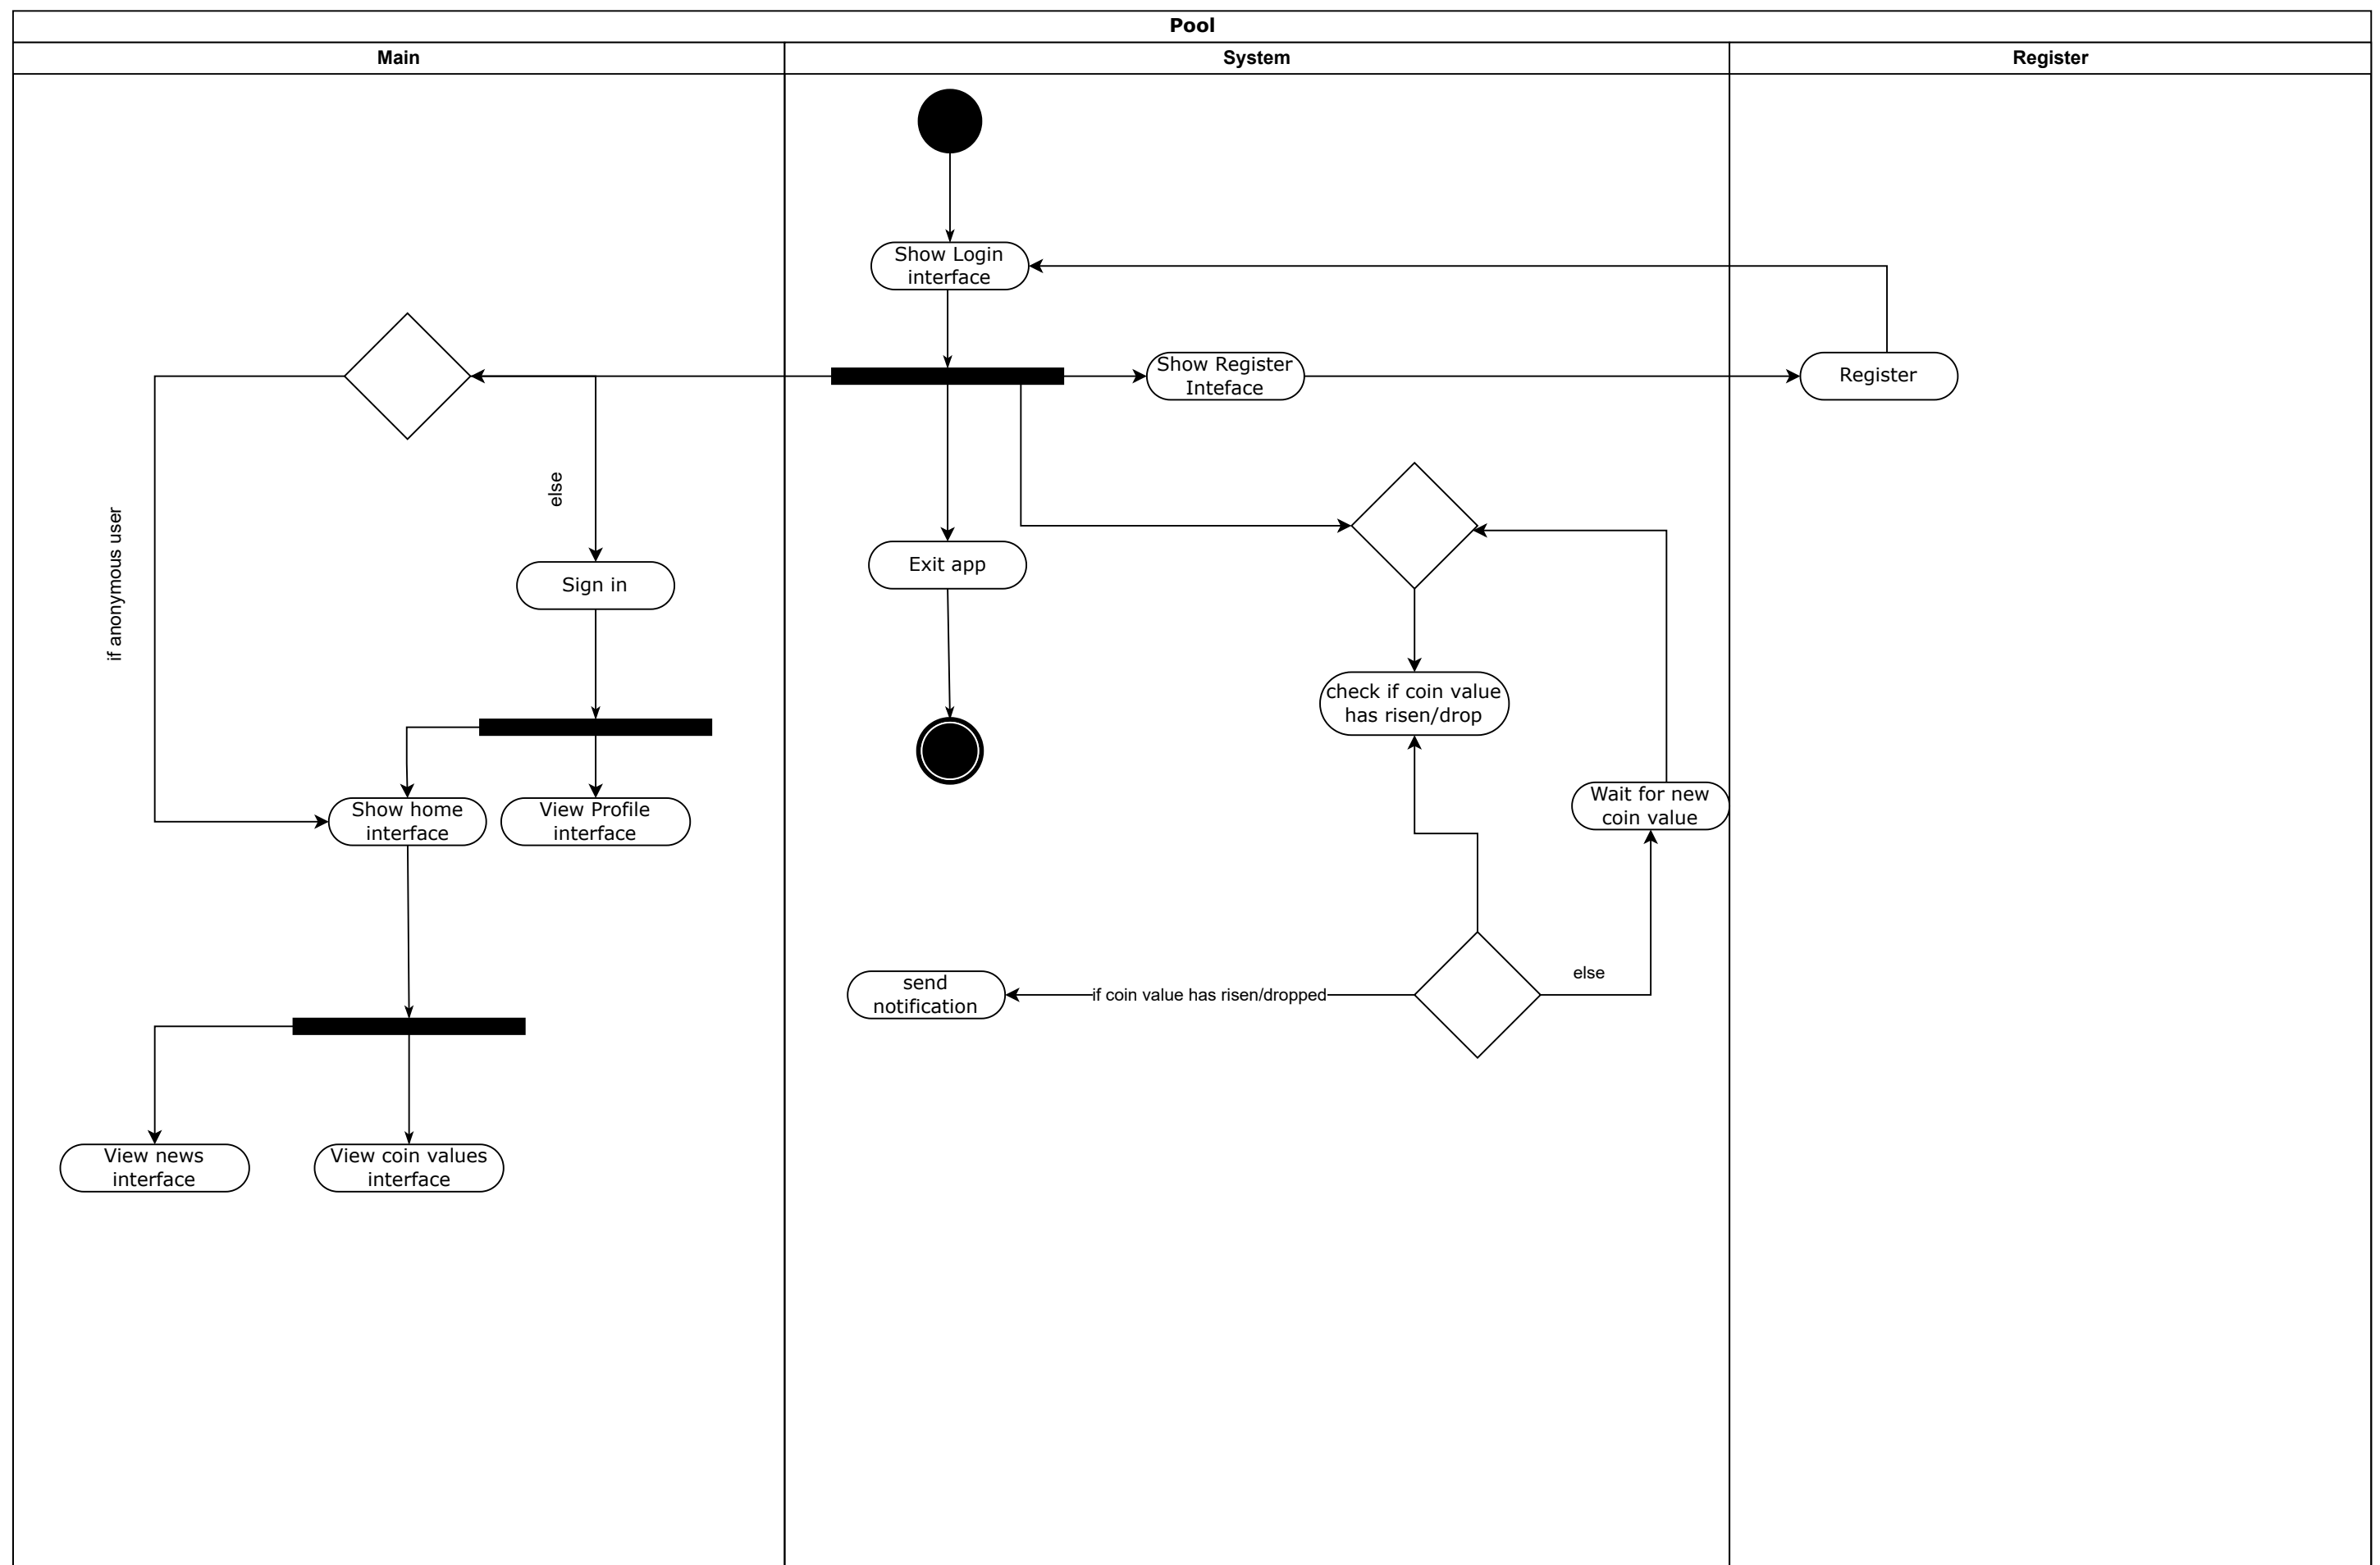 Pool
Main
System
Register
Show Login
interface
Show Register
Inteface
Register
else
if anonymous user
Sign in
Exit app
check if coin value
has risen/drop
Show home
interface
View Profile
interface
Wait for new
coin value
send
notification
if coin value has risen/dropped
else
View news
interface
View coin values
interface